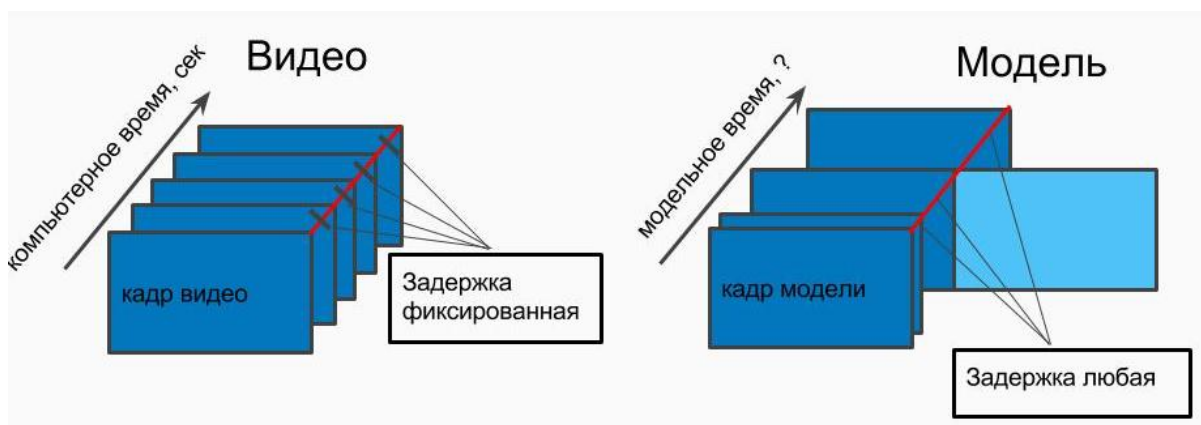 Видео
компьютерное время, сек
кадр видео
Задержка
фиксированная
Модель
модельное время, ?
кадр модели
Задержка любая